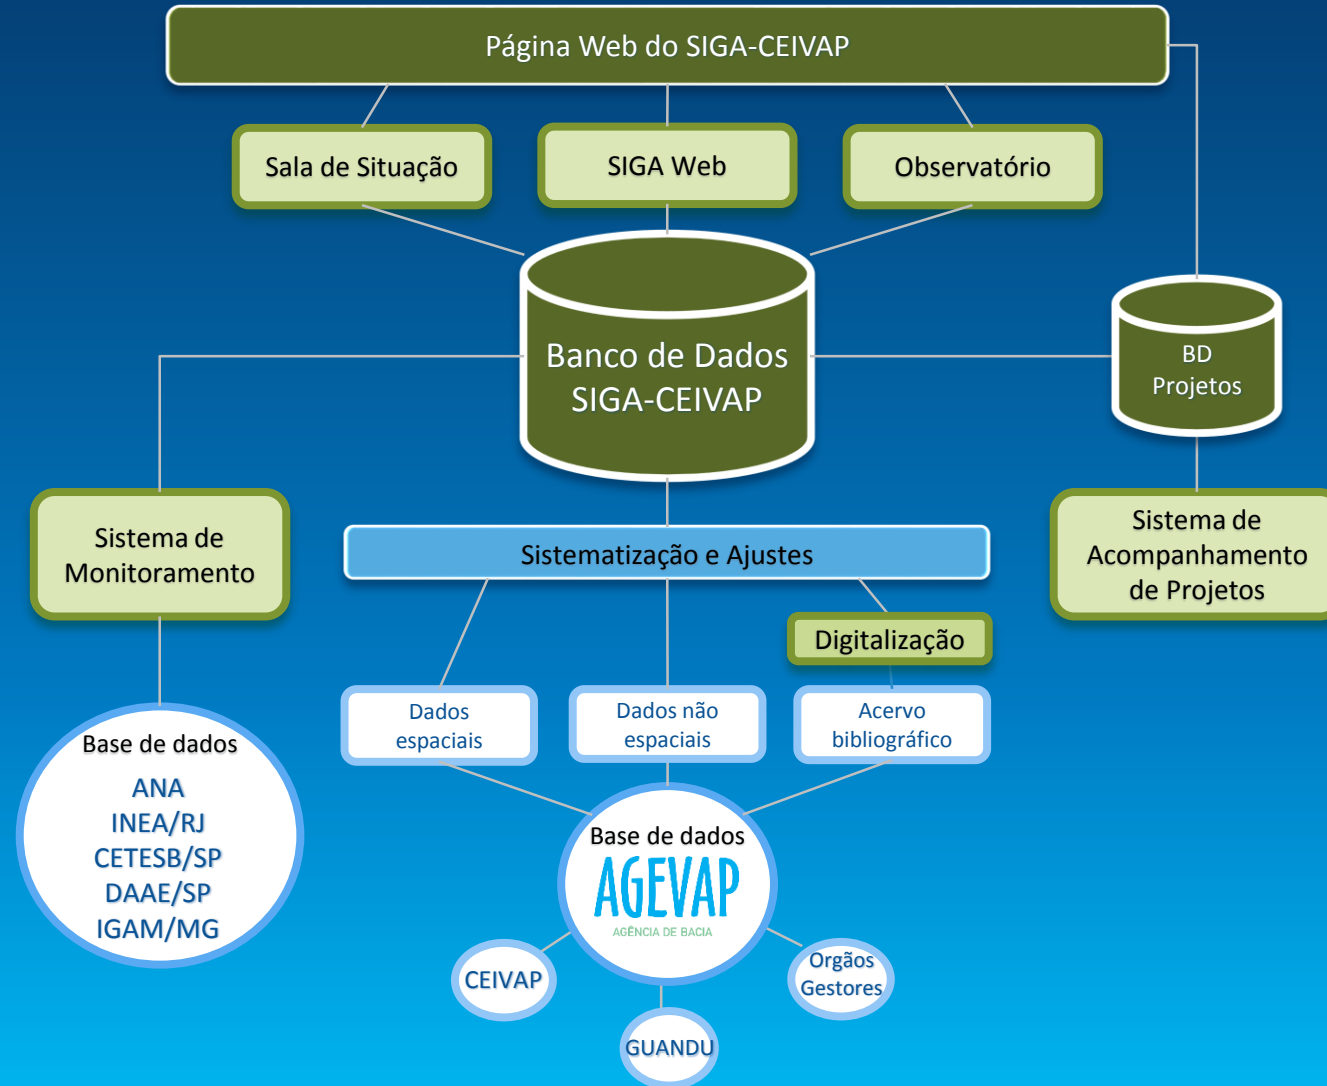 Página Web do SIGA-CEIVAP
Sala de Situação
SIGA Web
Observatório
Banco de Dados
SIGA-CEIVAP
BD
Projetos
Sistema de
Monitoramento
Sistematização e Ajustes
Sistema de
Acompanhamento
de Projetos
Digitalização
Dados
espaciais
Dados não
espaciais
Acervo
bibliográfico
Base de dados
ANA
INEA/RJ
CETESB/SP
DAAE/SP
IGAM/MG
Base de dados
AGEVAP
AGÊNCIA DE BACIA
CEIVAP
GUANDU
Orgãos
Gestores